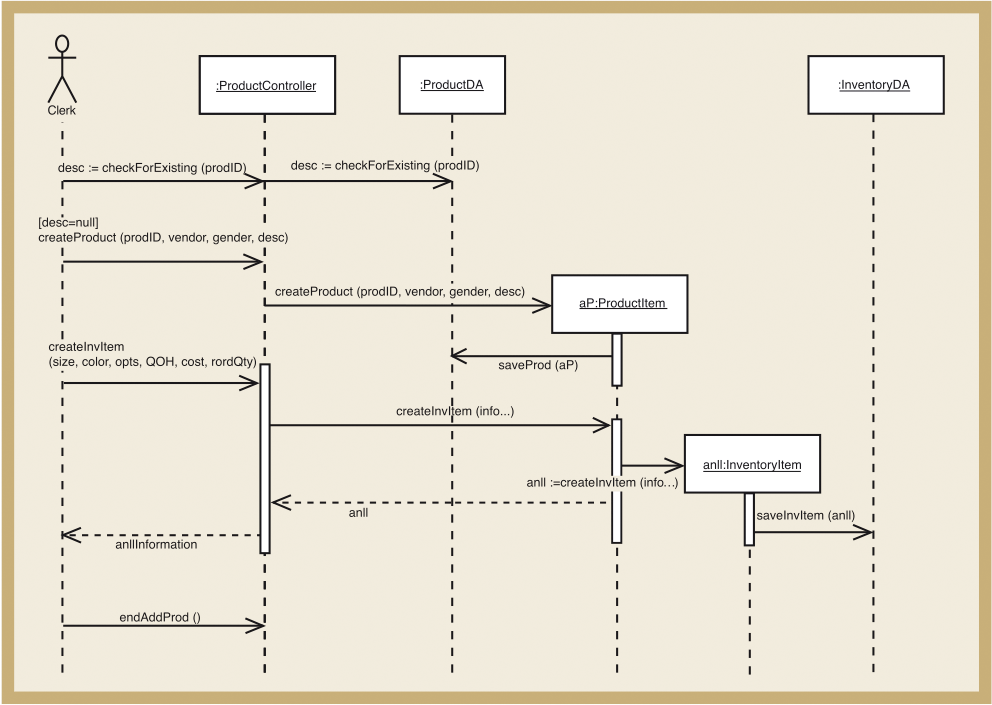 Clerk
:ProductController
:ProductDA
:InventoryDA
desc := checkForExisting (prodID)
desc := checkForExisting (prodID)
[desc=null]
createProduct (prodID, vendor, gender, desc)
createProduct (prodID, vendor, gender, desc)
aP:ProductItem
createInvItem
(size, color, opts, QOH, cost, rordQty)
saveProd (aP)
createInvItem (info...)
anII:InventoryItem
anII :=createInvItem (info...)
anII
saveInvItem (anII)
anIIInformation
endAddProd ()